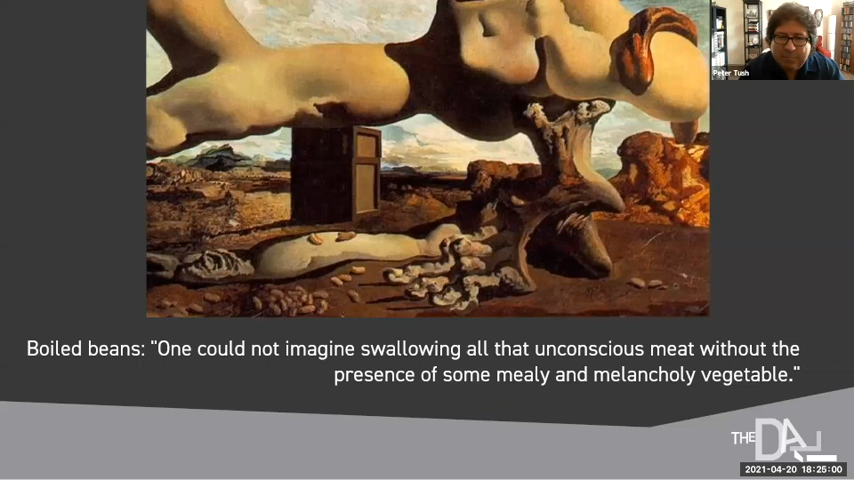 Peter Tush
Boiled beans: "One could not imagine swallowing all that unconscious meat without the
presence of some mealy and melancholy vegetable."
THE DALÍ
2021-04-20 18:25:00